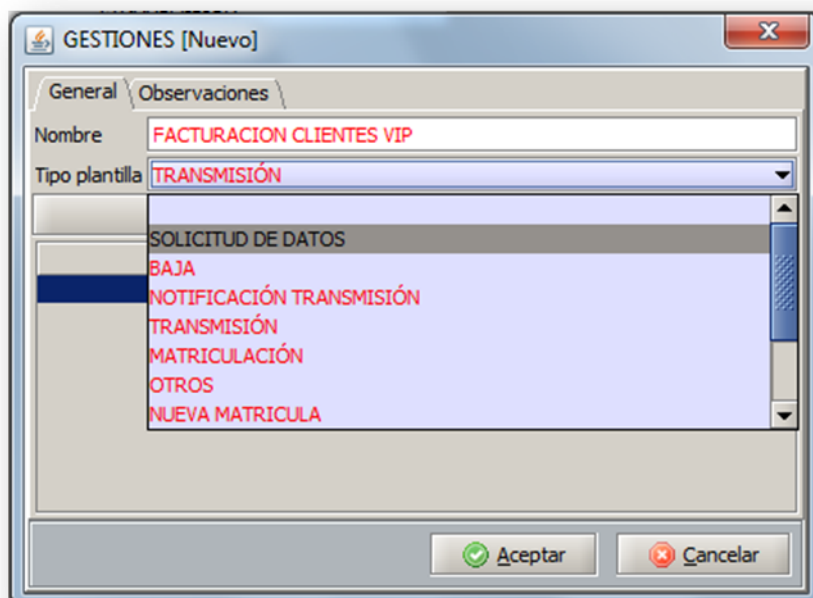 GESTIONES [Nuevo]
General Observaciones
Nombre FACTURACION CLIENTES VIP
Tipo plantilla TRANSMISIÓN
SOLICITUD DE DATOS
BAJA
NOTIFICACIÓN TRANSMISIÓN
TRANSMISIÓN
MATRICULACIÓN
OTROS
NUEVA MATRICULA
Aceptar Cancelar